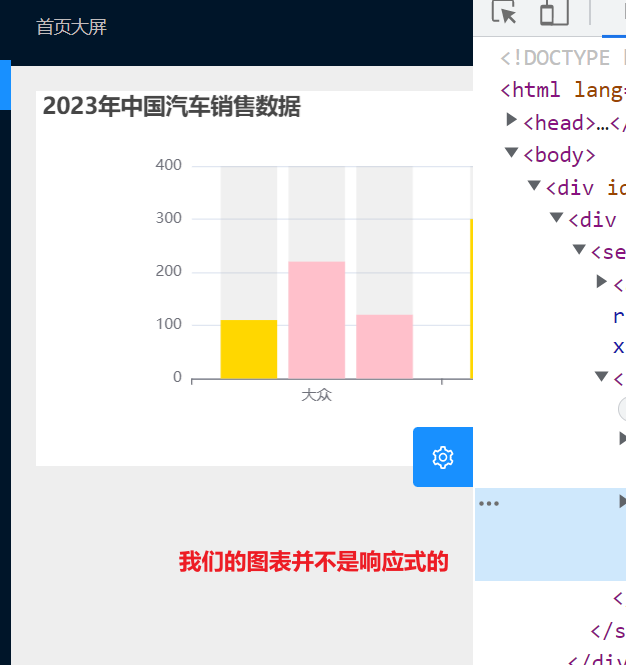 首页大屏
<!DOCTYPE
<html lang=
2023年中国汽车销售数据
<head>…</
<body>
400
<div id
<div
300
<se
<
200
r
x
100
<
0
大众
…
<
我们的图表并不是响应式的
</s
</div